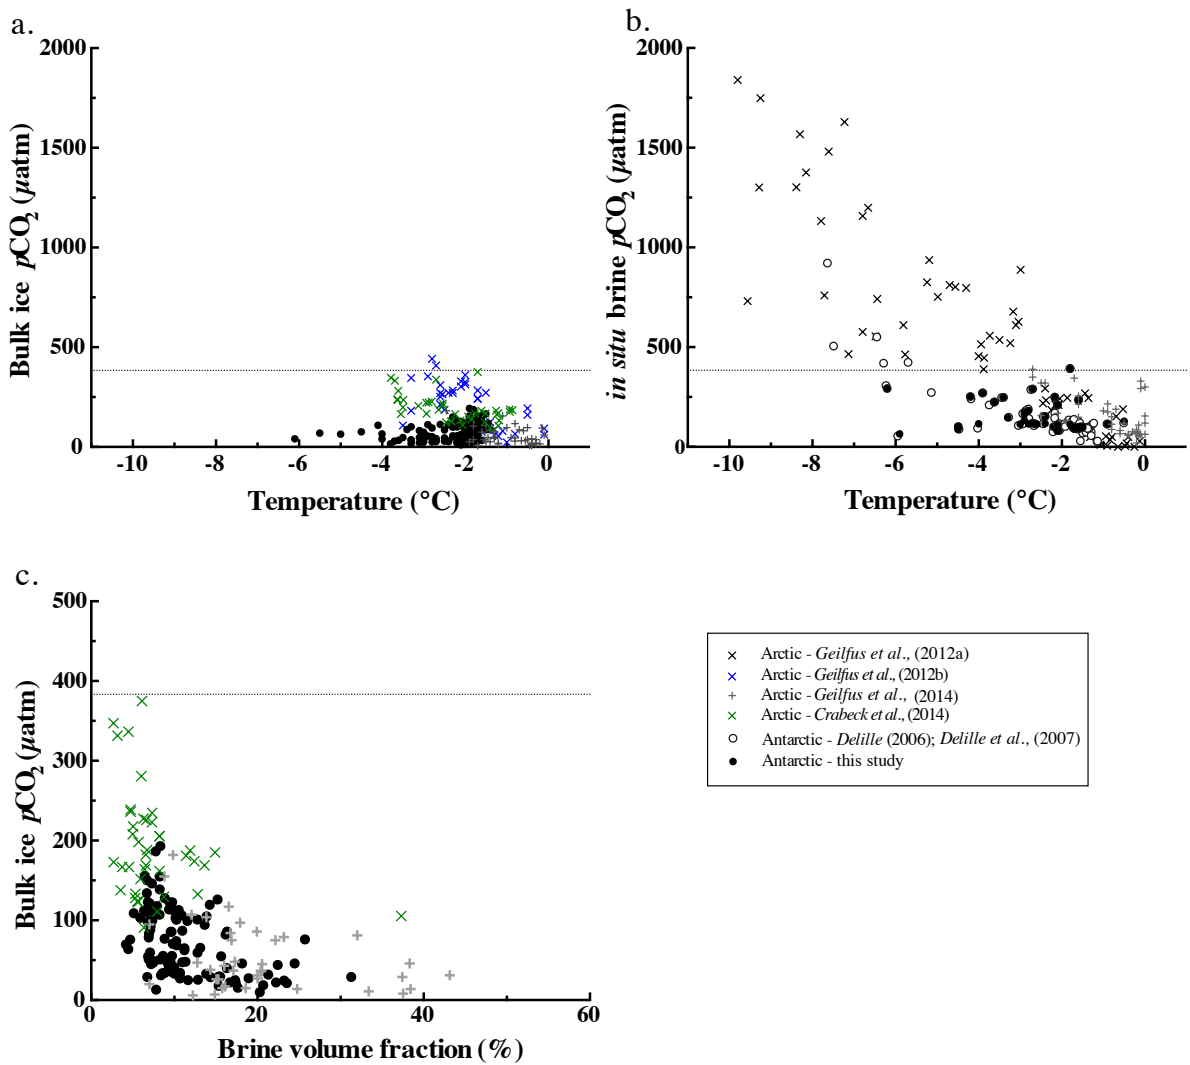 a.
2000
1500
1000
500
0
Bulk ice pCO2 (µatm)
-10 -8 -6 -4 -2 0
Temperature (°C)
b.
2000
1500
1000
500
0
in situ brine pCO2 (µatm)
-10 -8 -6 -4 -2 0
Temperature (°C)
c.
500
400
300
200
100
0
Bulk ice pCO2 (µatm)
0 20 40 60
Brine volume fraction (%)
Arctic - Geilfus et al., (2012a)
Arctic - Geilfus et al., (2012b)
Arctic - Geilfus et al., (2014)
Arctic - Crabeck et al., (2014)
Antarctic - Delille (2006); Delille et al., (2007)
Antarctic - this study